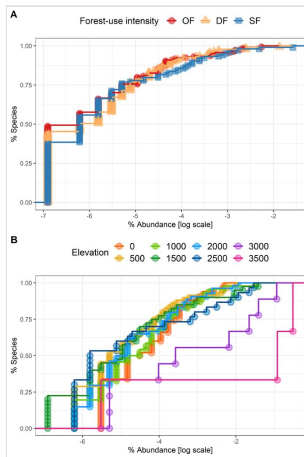 A
Forest-use intensity OF DF SF
% Species
1.00
0.75
0.50
0.25
0.00
-7 -6 -5 -4 -3 -2
% Abundance [log scale]
B
Elevation 0 1000 2000 3000
500 1500 2500 3500
% Species
1.00
0.75
0.50
0.25
0.00
-6 -4 -2
% Abundance [log scale]